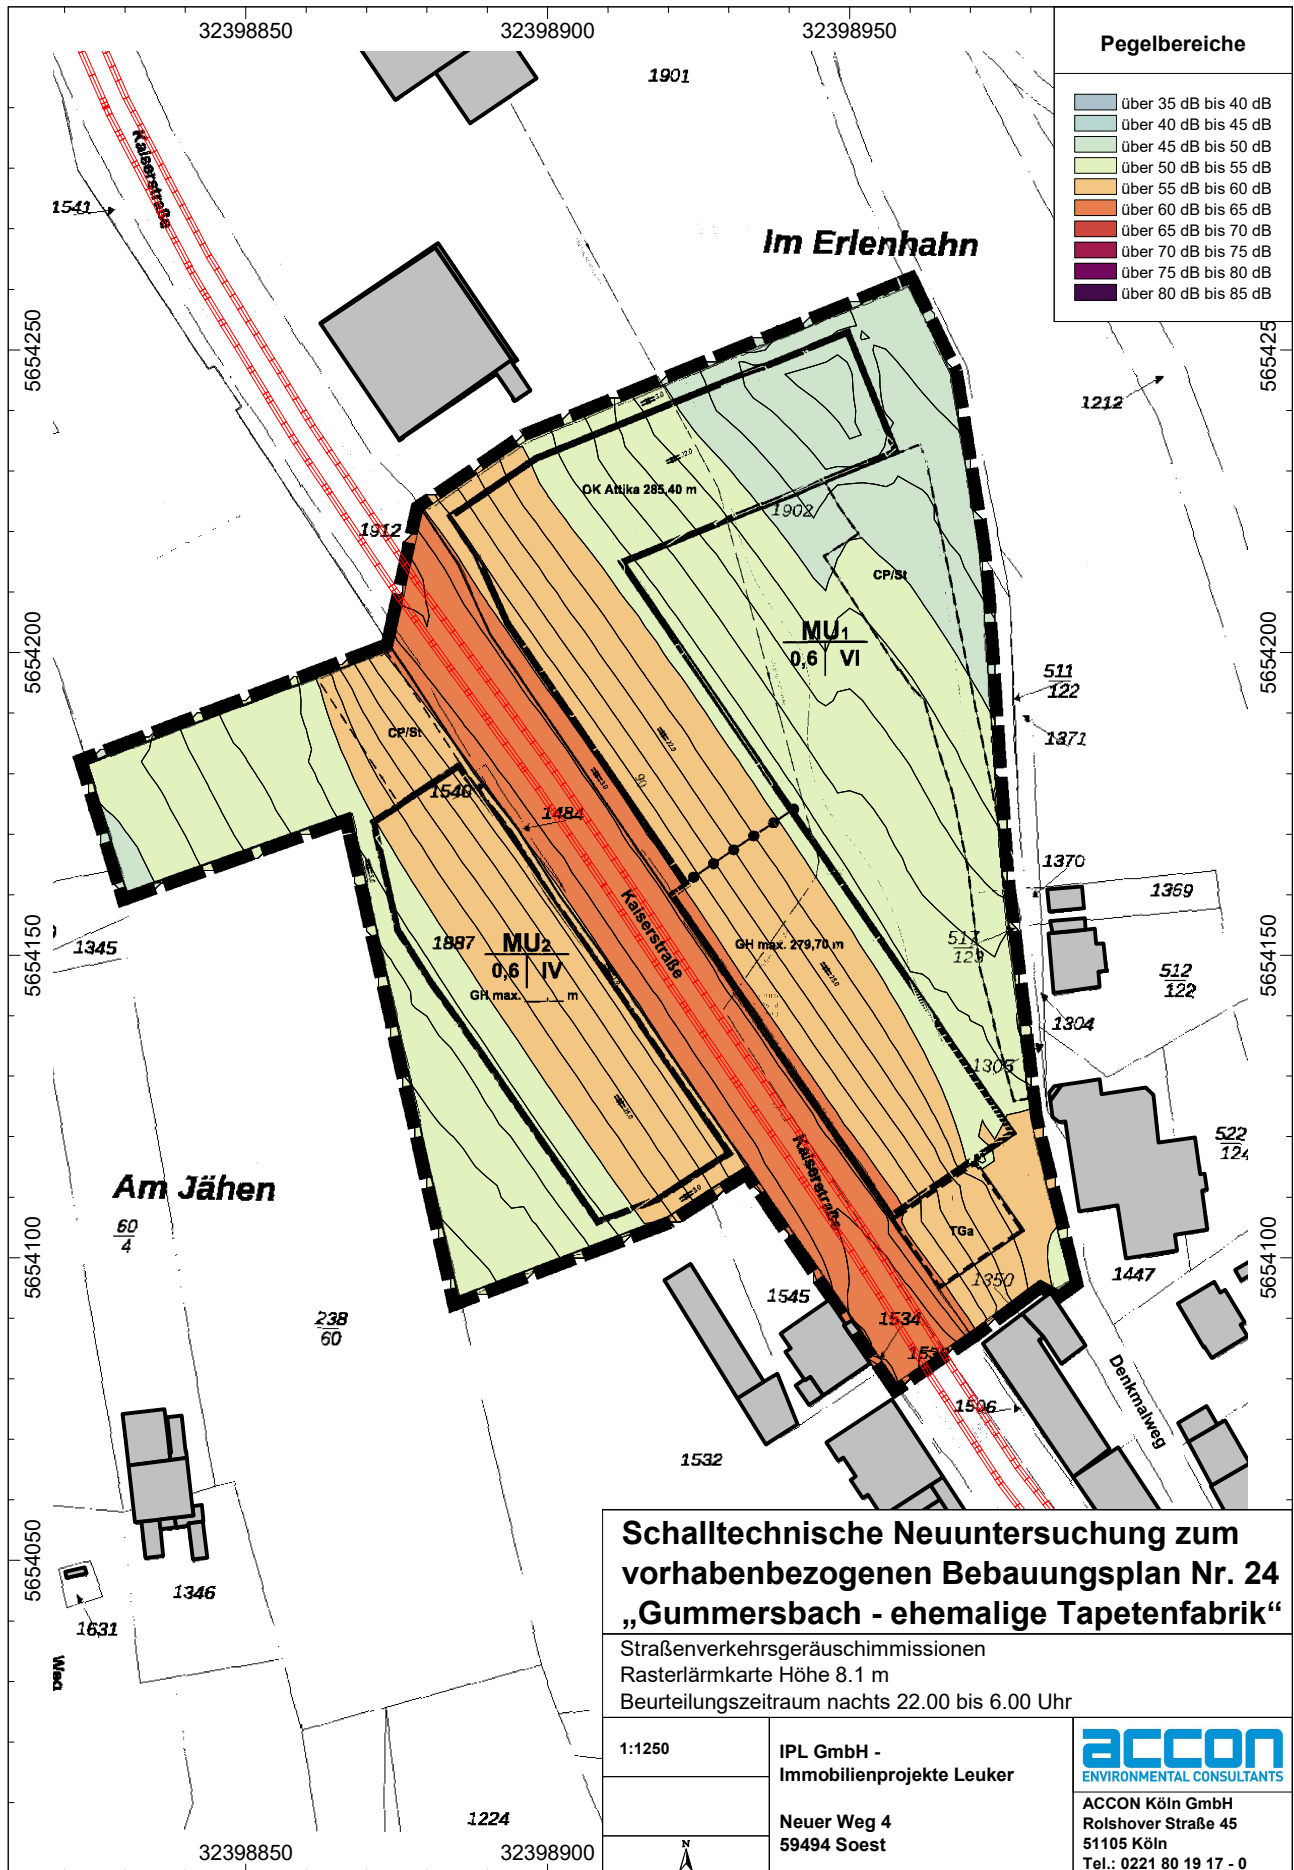 32398850
32398900
32398950
Pegelbereiche
über 35 dB bis 40 dB
über 40 dB bis 45 dB
über 45 dB bis 50 dB
über 50 dB bis 55 dB
über 55 dB bis 60 dB
über 60 dB bis 65 dB
über 65 dB bis 70 dB
über 70 dB bis 75 dB
über 75 dB bis 80 dB
über 80 dB bis 85 dB
1901
Kaiserstraße
1541
Im Erlenhahn
5654250
1212
OK Attika 285,40 m
1902
1912
CP/St
MU1
0,6 VI
5654200
5654200
511
122
1371
CP/St
1540
1484
90
1370
1369
Kaiserstraße
1345
1887
MU2
0,6 IV
GH max. m
GH max. 279,70 m
517
123
512
122
5654150
5654150
1304
1305
Kaiserstraße
522
124
Am Jähen
60
4
TGa
1350
1447
5654100
5654100
238
60
1545
1534
1506
Denkmalweg
1532
5654050
1346
1631
1224
Schalltechnische Neuuntersuchung zum
vorhabenbezogenen Bebauungsplan Nr. 24
„Gummersbach - ehemalige Tapetenfabrik“
Straßenverkehrsgeräuschimmissionen
Rasterlärmkarte Höhe 8.1 m
Beurteilungszeitraum nachts 22.00 bis 6.00 Uhr
1:1250
IPL GmbH -
Immobilienprojekte Leuker
Neuer Weg 4
59494 Soest
N
accon
ENVIRONMENTAL CONSULTANTS
ACCON Köln GmbH
Rolshover Straße 45
51105 Köln
Tel.: 0221 80 19 17 - 0
32398850
32398900